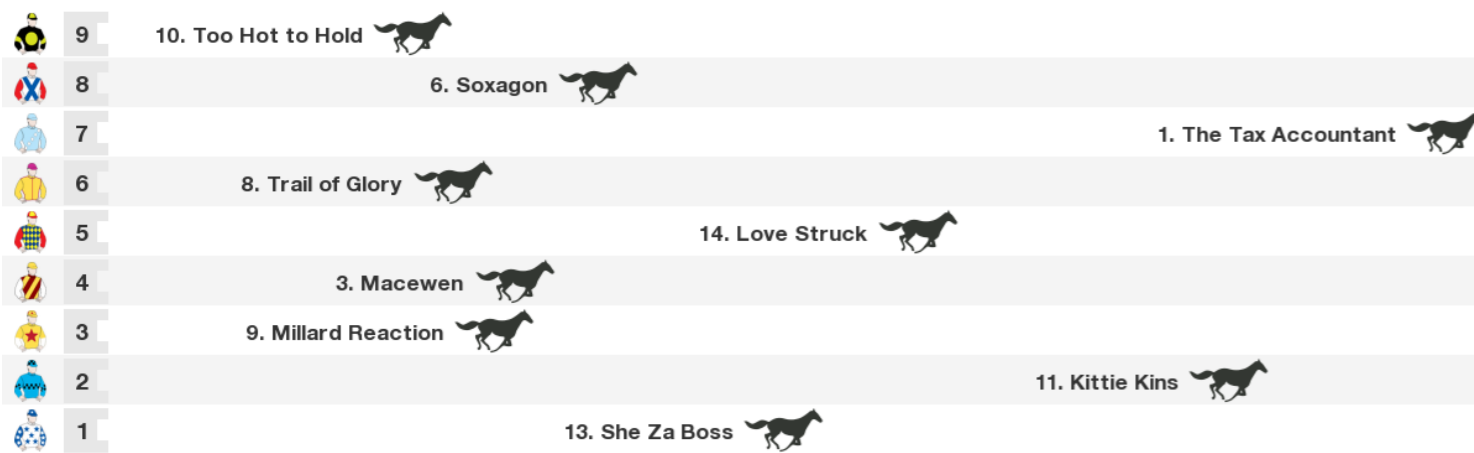 9 10. Too Hot to Hold
8 6. Soxagon
7 1. The Tax Accountant
6 8. Trail of Glory
5 14. Love Struck
4 3. Macewen
3 9. Millard Reaction
2 11. Kittie Kins
1 13. She Za Boss